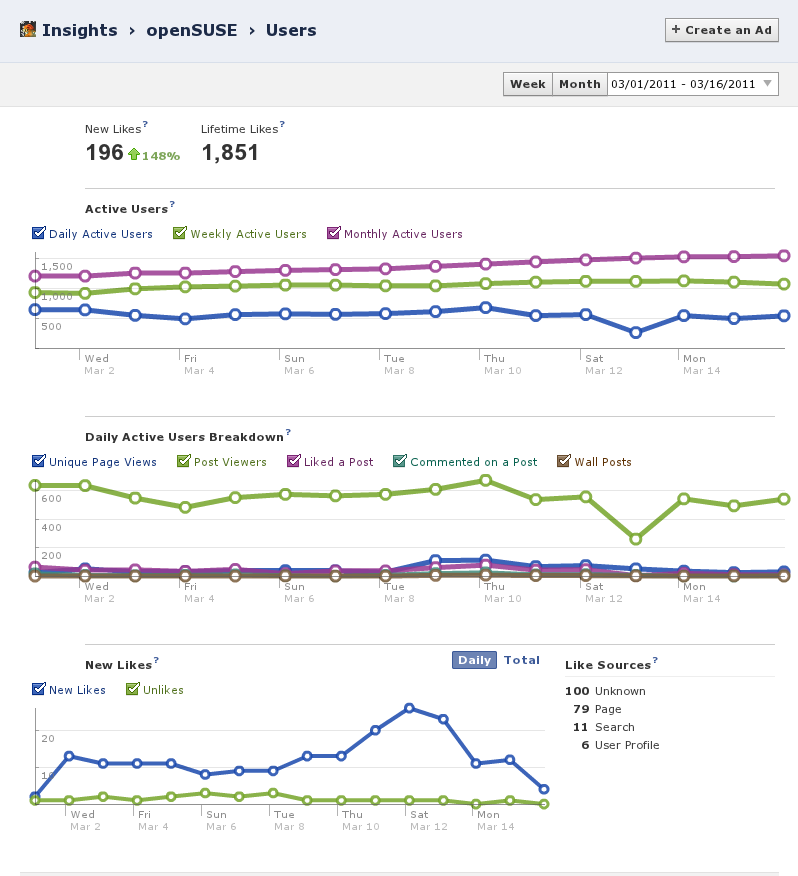 Insights › openSUSE › Users
+ Create an Ad
Week Month 03/01/2011 - 03/16/2011
New Likes? Lifetime Likes?
196 148% 1,851
Active Users?
Daily Active Users Weekly Active Users Monthly Active Users
1,500
1,000
500
Wed Fri Sun Tue Thu Sat Mon
Mar 2 Mar 4 Mar 6 Mar 8 Mar 10 Mar 12 Mar 14
Daily Active Users Breakdown?
Unique Page Views Post Viewers Liked a Post Commented on a Post Wall Posts
600
400
200
Wed Fri Sun Tue Thu Sat Mon
Mar 2 Mar 4 Mar 6 Mar 8 Mar 10 Mar 12 Mar 14
New Likes? Daily Total
New Likes Unlikes
20
10
Wed Fri Sun Tue Thu Sat Mon
Mar 2 Mar 4 Mar 6 Mar 8 Mar 10 Mar 12 Mar 14
Like Sources?
100 Unknown
79 Page
11 Search
6 User Profile